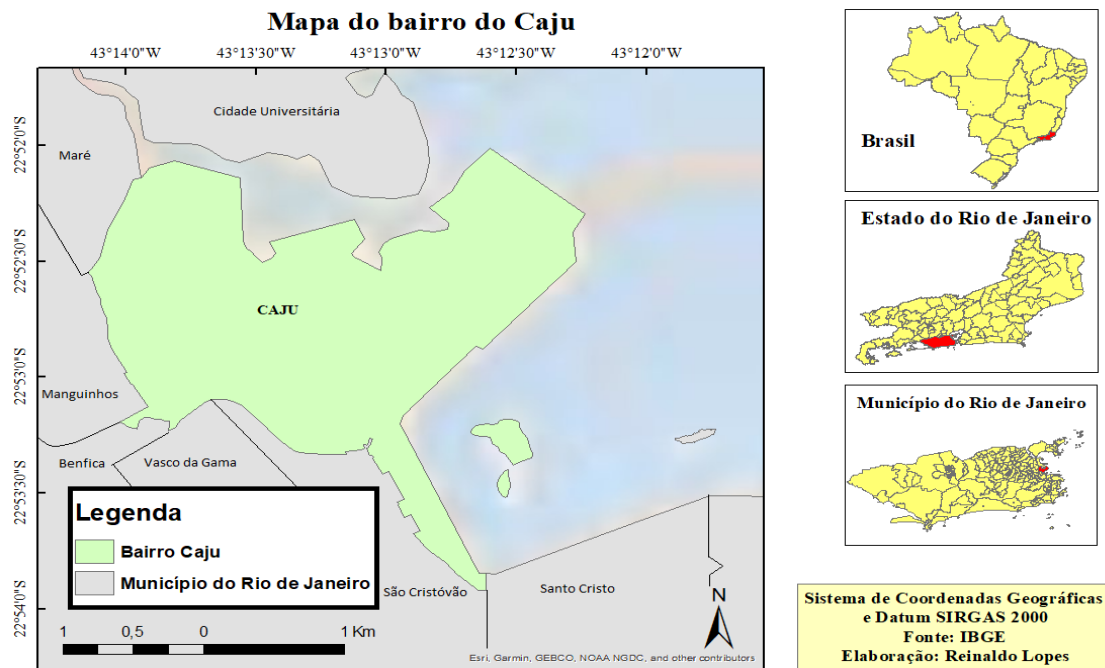 Mapa do bairro do Caju
43°14'0"W 43°13'30"W 43°13'0"W 43°12'30"W 43°12'0"W
22°52'0"S
22°52'30"S
22°53'0"S
22°53'30"S
22°54'0"S
Cidade Universitária
Maré
CAJU
Manguinhos
Benfica
Vasco da Gama
São Cristóvão
Santo Cristo
Legenda
Bairro Caju
Município do Rio de Janeiro
1 0,5 0 1 Km
N
Esri, Garmin, GEBCO, NOAA NGDC, and other contributors
Brasil
Estado do Rio de Janeiro
Município do Rio de Janeiro
Sistema de Coordenadas Geográficas
e Datum SIRGAS 2000
Fonte: IBGE
Elaboração: Reinaldo Lopes